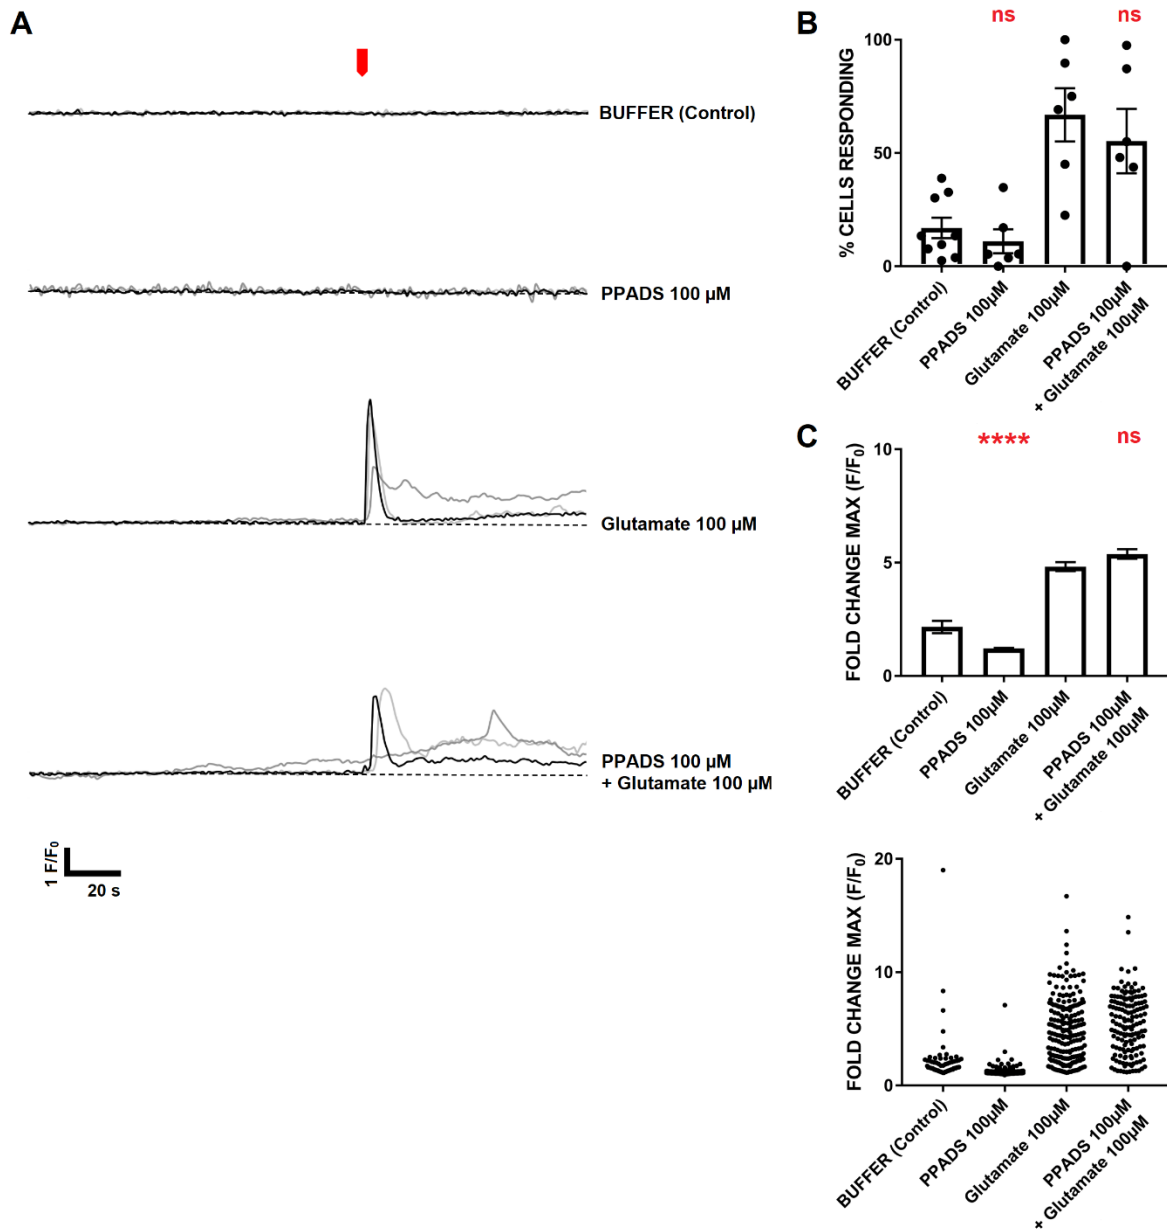 A
BUFFER (Control)
PPADS 100 µM
Glutamate 100 µM
PPADS 100 µM
+ Glutamate 100 µM
1 F/F₀
20 s
B
ns
ns
% CELLS RESPONDING
100
50
0
BUFFER (Control)
PPADS 100µM
Glutamate 100µM
PPADS 100µM
+ Glutamate 100µM
C
****
ns
FOLD CHANGE MAX (F/F₀)
10
5
0
BUFFER (Control)
PPADS 100µM
Glutamate 100µM
PPADS 100µM
+ Glutamate 100µM
FOLD CHANGE MAX (F/F₀)
20
10
0
BUFFER (Control)
PPADS 100µM
Glutamate 100µM
PPADS 100µM
+ Glutamate 100µM